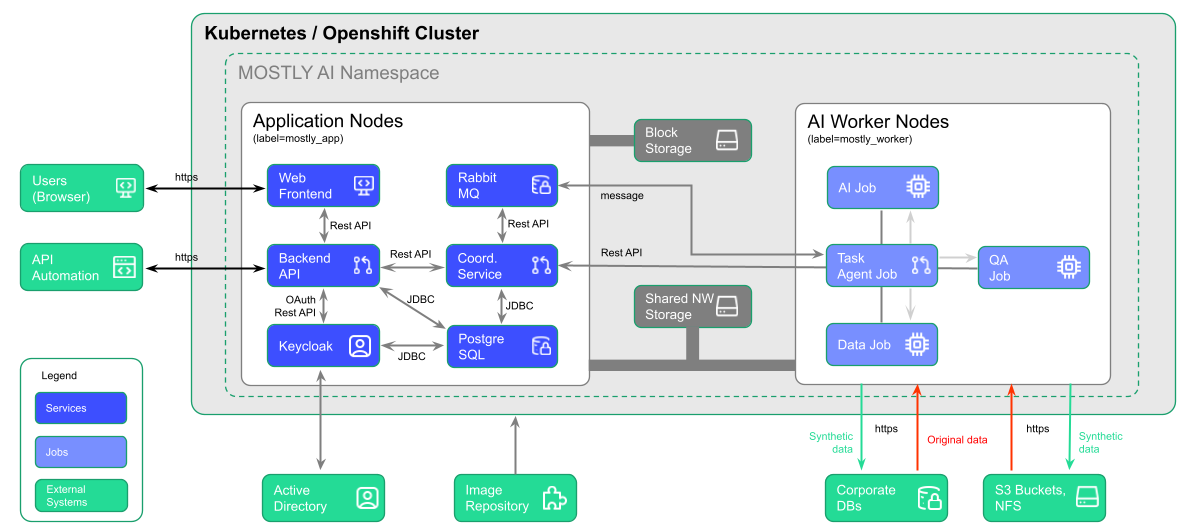 Kubernetes / Openshift Cluster
MOSTLY AI Namespace
Application Nodes
(label=mostly_app)
Block
Storage
AI Worker Nodes
(label=mostly_worker)
Users
(Browser)
https
Web
Frontend
Rabbit
MQ
message
AI Job
Rest API
Rest API
API
Automation
https
Backend
API
Rest API
Coord.
Service
Rest API
Task
Agent Job
QA
Job
OAuth
Rest API
JDBC
JDBC
Shared NW
Storage
Keycloak
JDBC
Postgre
SQL
Data Job
Legend
Services
Jobs
External
Systems
Synthetic
data
https
Original data
https
Synthetic
data
Active
Directory
Image
Repository
Corporate
DBs
S3 Buckets,
NFS